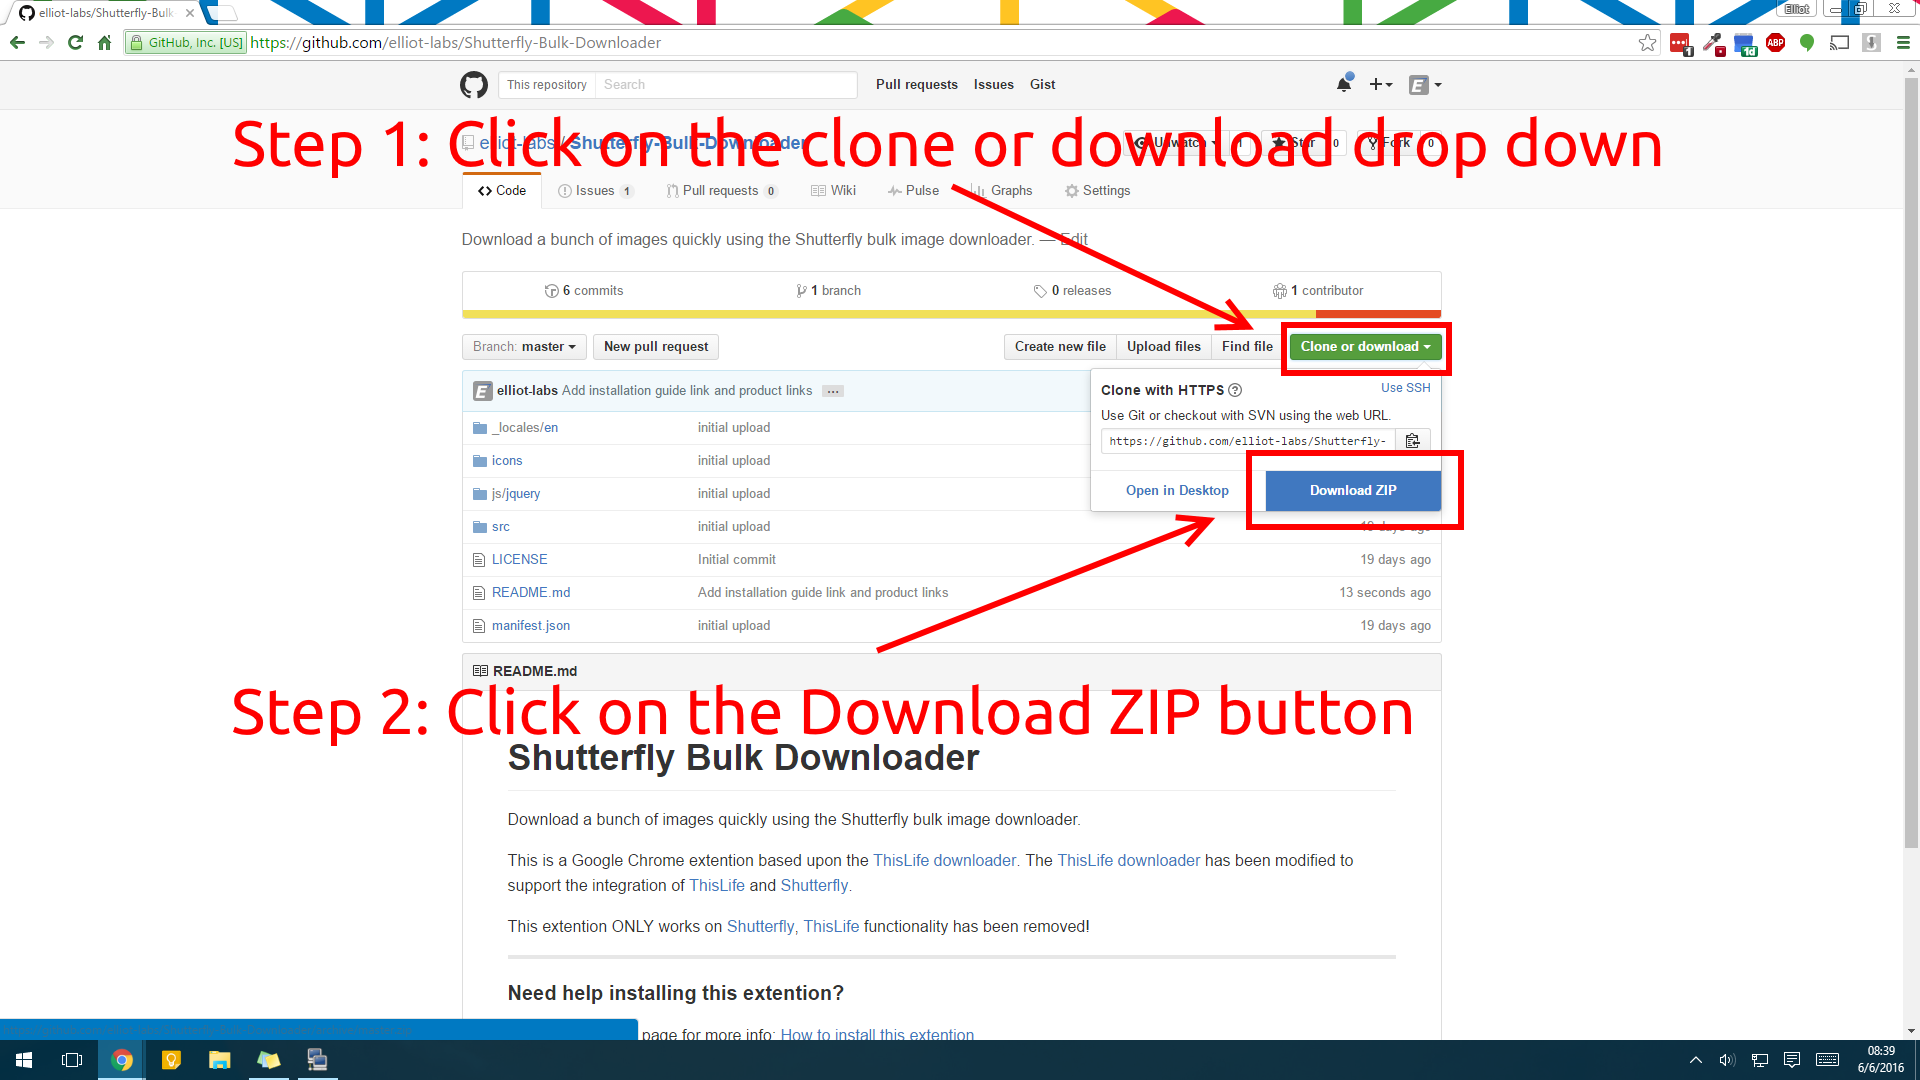 elliot-labs/Shutterfly-Bulk
Elliot
GitHub, Inc. [US] https://github.com/elliot-labs/Shutterfly-Bulk-Downloader
1
1d
ABP
This repository Search Pull requests Issues Gist
Step 1: Click on the clone or download drop down
elliot-labs / Shutterfly-Bulk-Downloader Unwatch 1 Star 0 Fork 0
Code Issues 1 Pull requests 0 Wiki Pulse Graphs Settings
Download a bunch of images quickly using the Shutterfly bulk image downloader. — Edit
6 commits 1 branch 0 releases 1 contributor
Branch: master New pull request Create new file Upload files Find file Clone or download
elliot-labs Add installation guide link and product links …
Clone with HTTPS Use SSH
Use Git or checkout with SVN using the web URL.
https://github.com/elliot-labs/Shutterfly-
Open in Desktop Download ZIP
_locales/en initial upload
icons initial upload
js/jquery initial upload
src initial upload 19 days ago
LICENSE Initial commit 19 days ago
README.md Add installation guide link and product links 13 seconds ago
manifest.json initial upload 19 days ago
README.md
Step 2: Click on the Download ZIP button
Shutterfly Bulk Downloader
Download a bunch of images quickly using the Shutterfly bulk image downloader.
This is a Google Chrome extention based upon the ThisLife downloader. The ThisLife downloader has been modified to
support the integration of ThisLife and Shutterfly.
This extention ONLY works on Shutterfly, ThisLife functionality has been removed!
Need help installing this extention?
page for more info: How to install this extention
08:39
6/6/2016